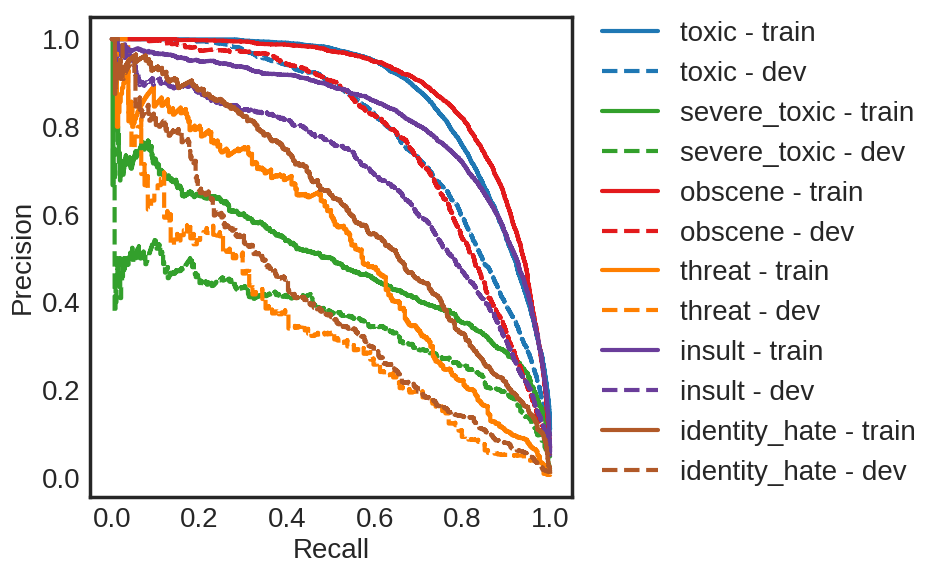 1.0
0.8
0.6
0.4
0.2
0.0
Precision
0.0 0.2 0.4 0.6 0.8 1.0
Recall
toxic - train
toxic - dev
severe_toxic - train
severe_toxic - dev
obscene - train
obscene - dev
threat - train
threat - dev
insult - train
insult - dev
identity_hate - train
identity_hate - dev